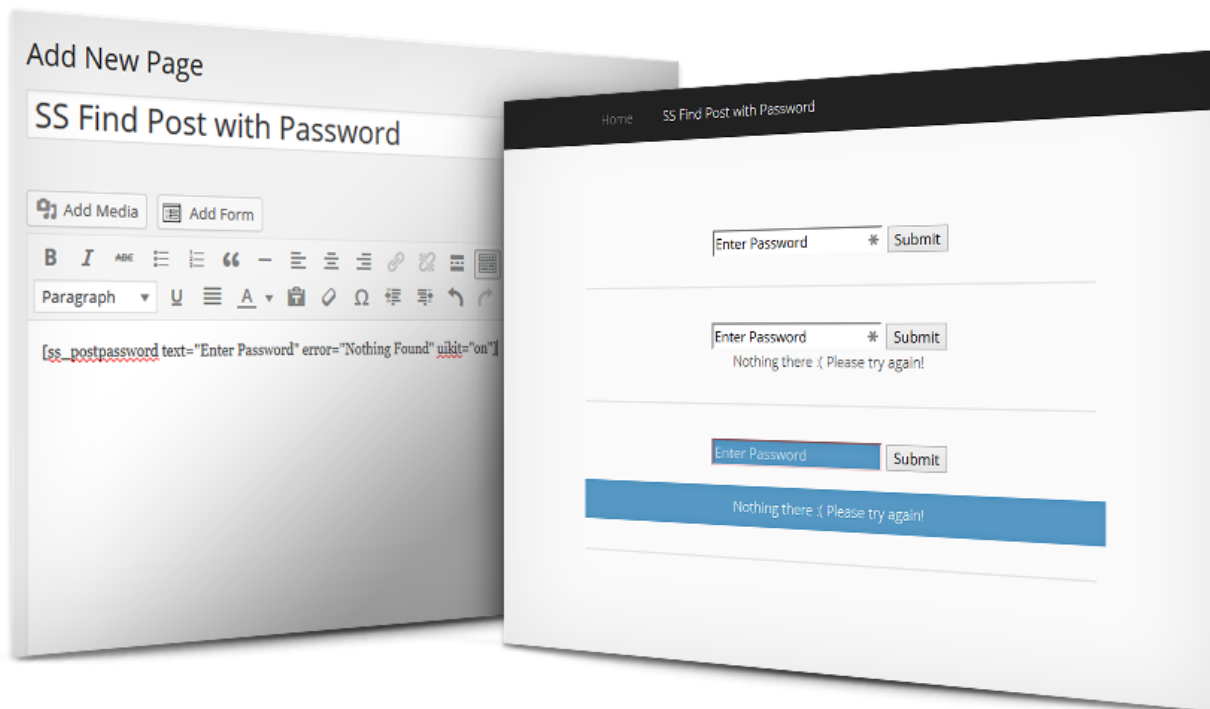 Add New Page
SS Find Post with Password
Add Media
Add Form
B I ABC
Paragraph U A Ω
[ss_postpassword text="Enter Password" error="Nothing Found" uikit="on"]
Home SS Find Post with Password
Enter Password * Submit
Enter Password * Submit
Nothing there :( Please try again!
Enter Password Submit
Nothing there :( Please try again!